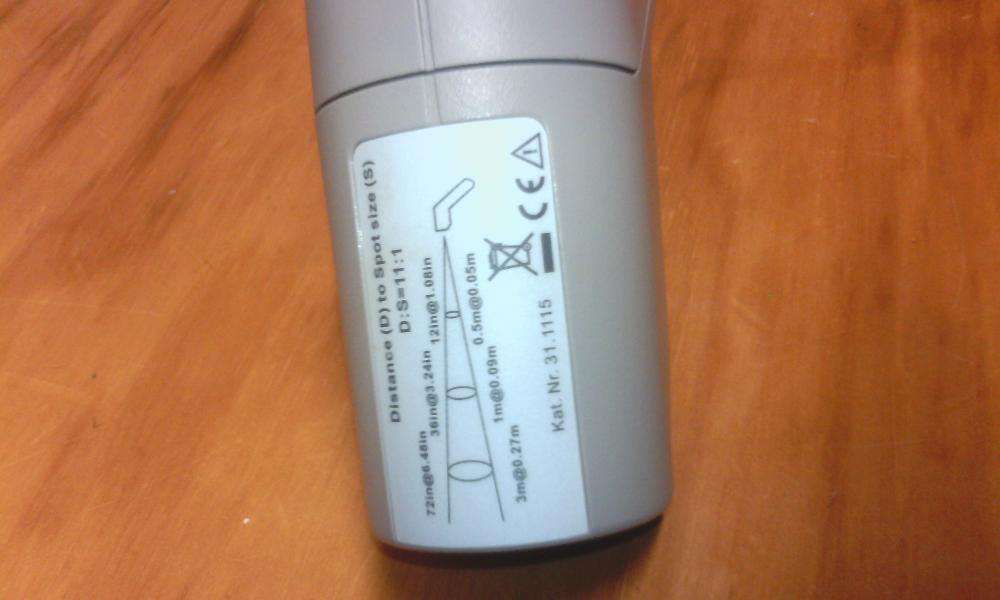 Distance (D) to Spot size (S)
D:S=11:1
72in@6.48in
36in@3.24in
12in@1.08in
3m@0.27m
1m@0.09m
0.5m@0.05m
Kat. Nr. 31.1115
CE